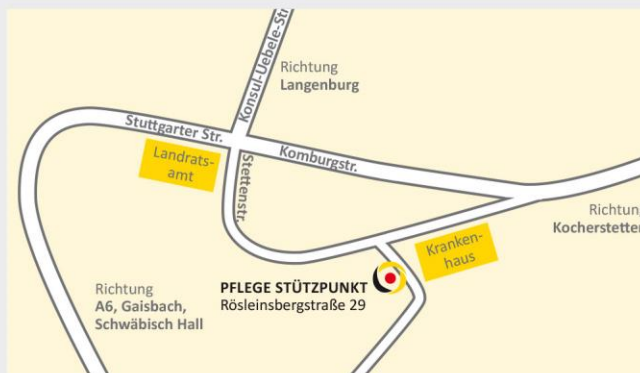 Konsul-Uebele-Str
Richtung
Langenburg
Stuttgarter Str.
Landrats-
amt
Stettenstr.
Komburgstr.
Richtung
Kocherstetten
Kranken-
haus
PFLEGE STÜTZPUNKT
Rösleinsbergstraße 29
Richtung
A6, Gaisbach,
Schwäbisch Hall